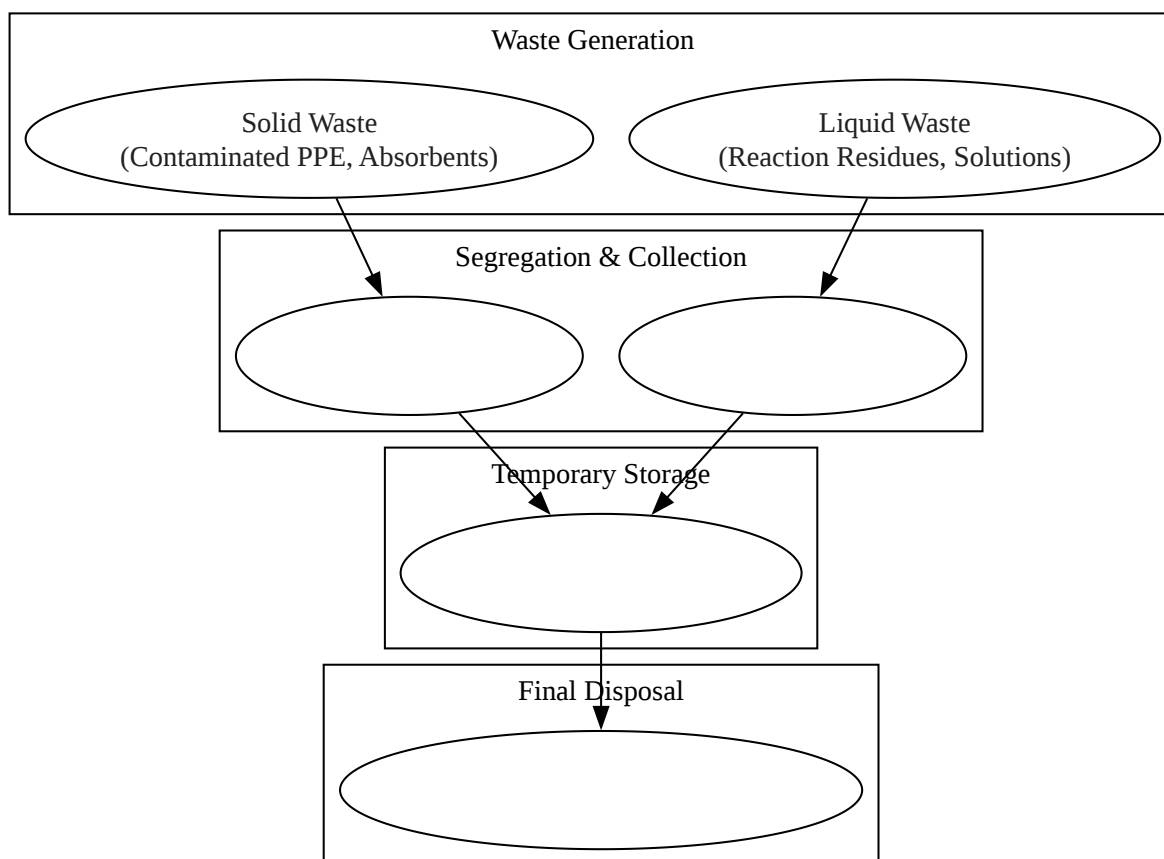 Waste Generation
Solid Waste
(Contaminated PPE, Absorbents)
Liquid Waste
(Reaction Residues, Solutions)
Segregation & Collection
Temporary Storage
Final Disposal